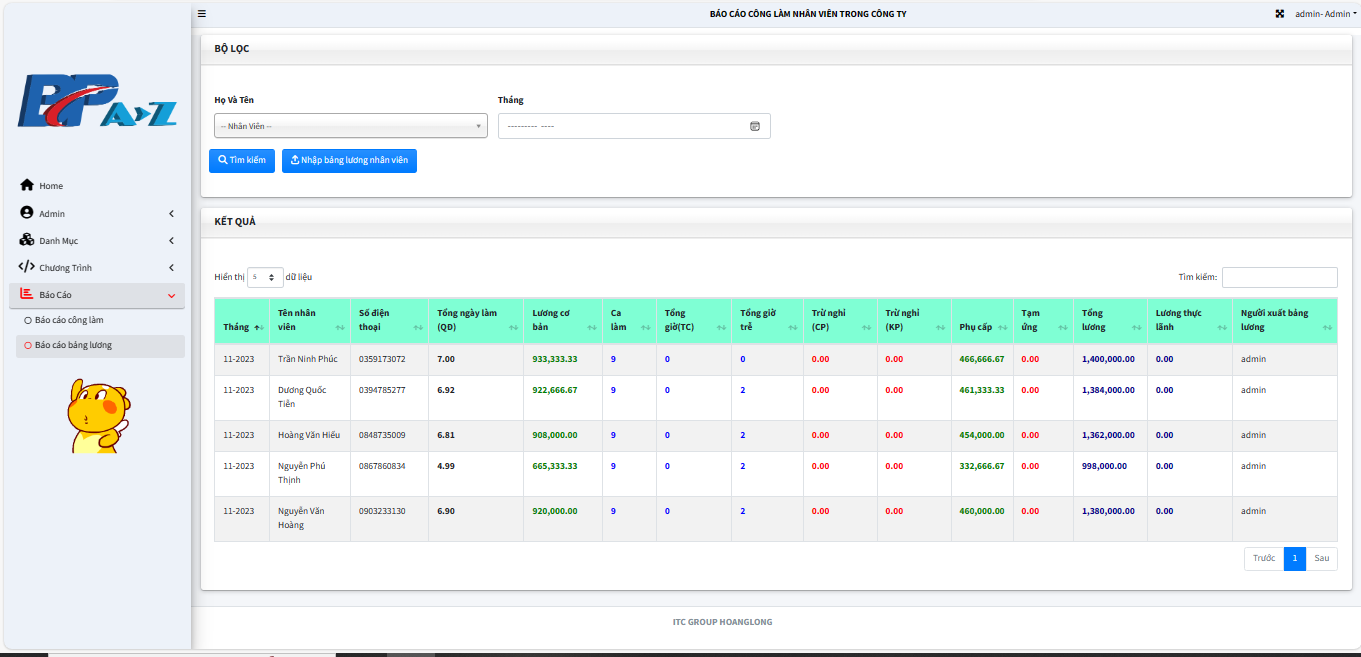 BÁO CÁO CÔNG LÀM NHÂN VIÊN TRONG CÔNG TY
admin- Admin
BCP A>Z
Home
Admin
Danh Mục
Chương Trình
Báo Cáo
Báo cáo công làm
Báo cáo bảng lương
BỘ LỌC
Họ Và Tên
Tháng
-- Nhân Viên --
--------- ----
Tìm kiếm
Nhập bảng lương nhân viên
KẾT QUẢ
Hiển thị 5 dữ liệu
Tìm kiếm:
Tháng Tên nhân viên Số điện thoại Tổng ngày làm (QĐ) Lương cơ bản Ca làm Tổng giờ(TC) Tổng giờ trễ Trừ nghỉ (CP) Trừ nghỉ (KP) Phụ cấp Tạm ứng Tổng lương Lương thực lãnh Người xuất bảng lương
11-2023 Trần Ninh Phúc 0359173072 7.00 933,333.33 9 0 0 0.00 0.00 466,666.67 0.00 1,400,000.00 0.00 admin
11-2023 Dương Quốc Tiễn 0394785277 6.92 922,666.67 9 0 2 0.00 0.00 461,333.33 0.00 1,384,000.00 0.00 admin
11-2023 Hoàng Văn Hiếu 0848735009 6.81 908,000.00 9 0 2 0.00 0.00 454,000.00 0.00 1,362,000.00 0.00 admin
11-2023 Nguyễn Phú Thịnh 0867860834 4.99 665,333.33 9 0 2 0.00 0.00 332,666.67 0.00 998,000.00 0.00 admin
11-2023 Nguyễn Văn Hoàng 0903233130 6.90 920,000.00 9 0 2 0.00 0.00 460,000.00 0.00 1,380,000.00 0.00 admin
Trước 1 Sau
ITC GROUP HOANGLONG